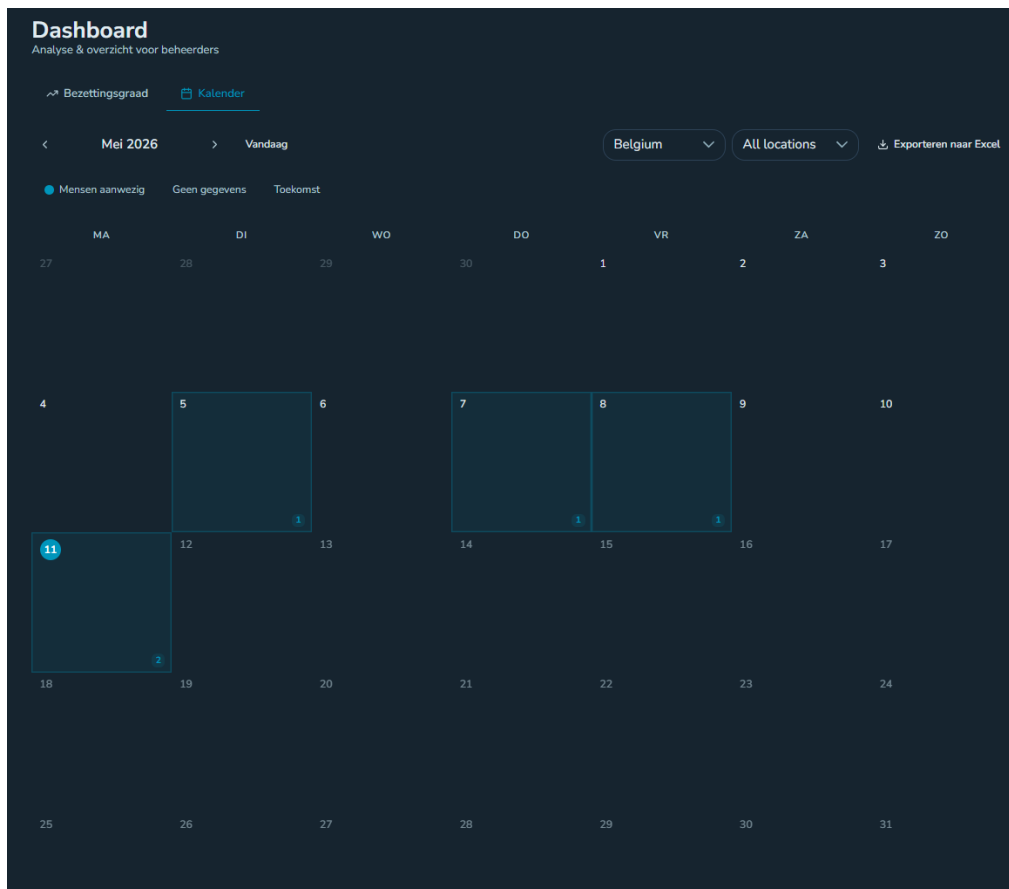 Dashboard
Analyse & overzicht voor beheerders
Bezettingsgraad Kalender
Mei 2026 Vandaag Belgium All locations Exporteren naar Excel
Mensen aanwezig Geen gegevens Toekomst
MA DI WO DO VR ZA ZO
27 28 29 30 1 2 3
4 5 6 7 8 9 10
1 1 1
11 12 13 14 15 16 17
2
18 19 20 21 22 23 24
25 26 27 28 29 30 31